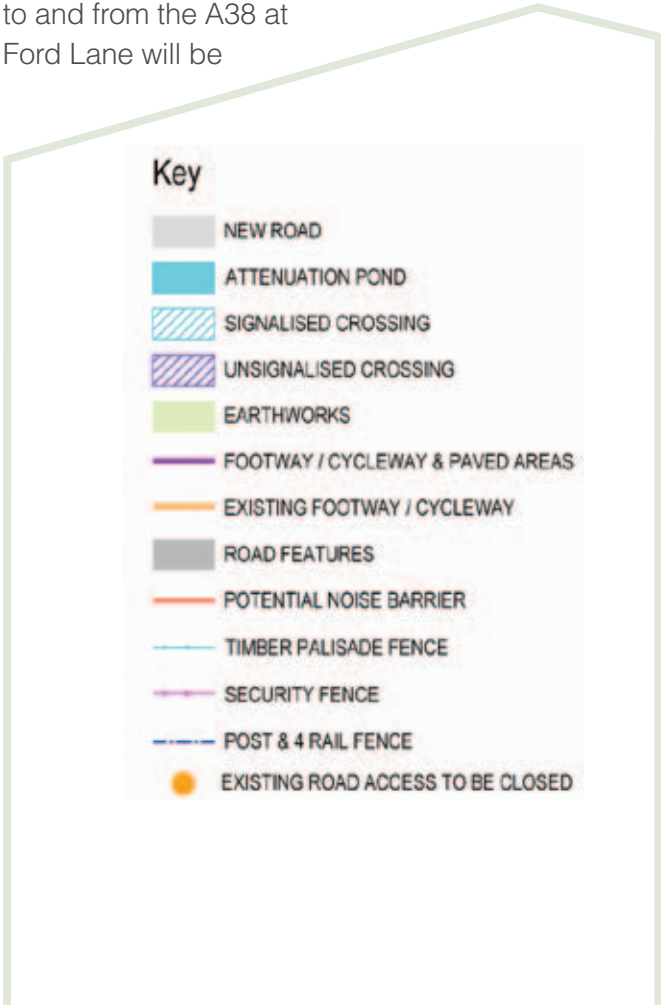 to and from the A38 at
Ford Lane will be
Key
NEW ROAD
ATTENUATION POND
SIGNALISED CROSSING
UNSIGNALISED CROSSING
EARTHWORKS
FOOTWAY / CYCLEWAY & PAVED AREAS
EXISTING FOOTWAY / CYCLEWAY
ROAD FEATURES
POTENTIAL NOISE BARRIER
TIMBER PALISADE FENCE
SECURITY FENCE
POST & 4 RAIL FENCE
EXISTING ROAD ACCESS TO BE CLOSED